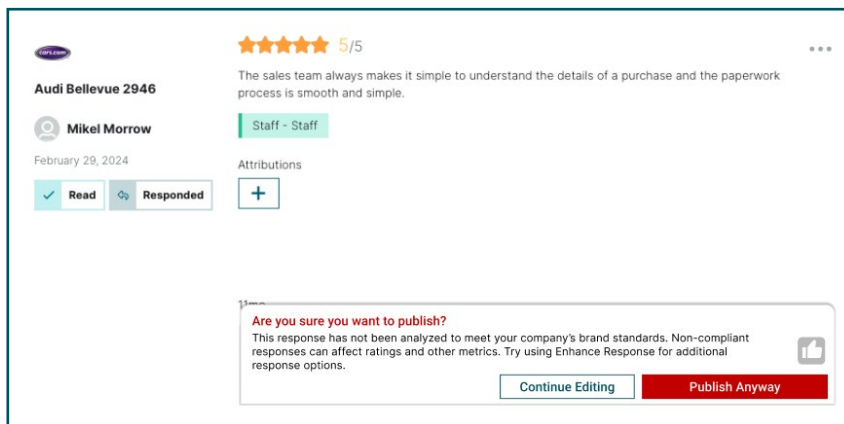 cars.com
Audi Bellevue 2946
Mikel Morrow
February 29, 2024
Read
Responded
5/5
The sales team always makes it simple to understand the details of a purchase and the paperwork
process is smooth and simple.
Staff - Staff
Attributions
Are you sure you want to publish?
This response has not been analyzed to meet your company's brand standards. Non-compliant
responses can affect ratings and other metrics. Try using Enhance Response for additional
response options.
Continue Editing
Publish Anyway